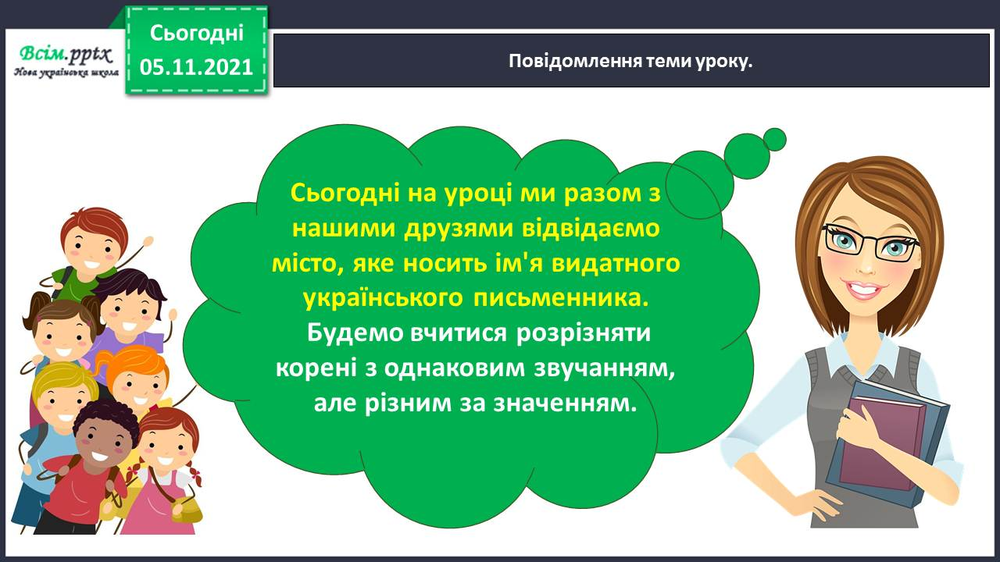 Всім.pptx
Нова українська школа
Сьогодні
05.11.2021
Повідомлення теми уроку.
Сьогодні на уроці ми разом з
нашими друзями відвідаємо
місто, яке носить ім'я видатного
українського письменника.
Будемо вчитися розрізняти
корені з однаковим звучанням,
але різним за значенням.